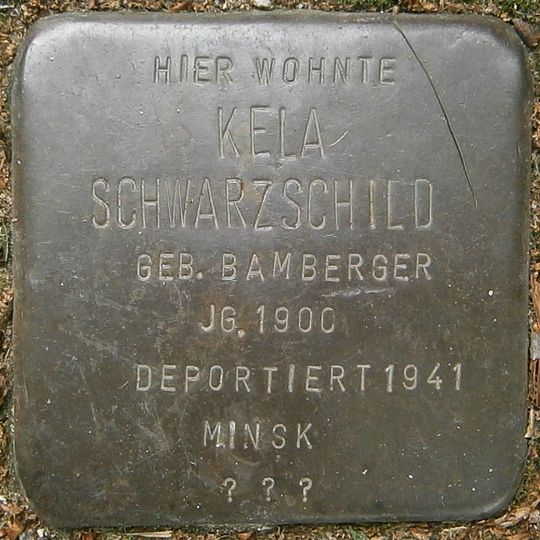 HIER WOHNTE
KELA
SCHWARZSCHILD
GEB. BAMBERGER
JG. 1900
DEPORTIERT 1941
MINSK
? ? ?